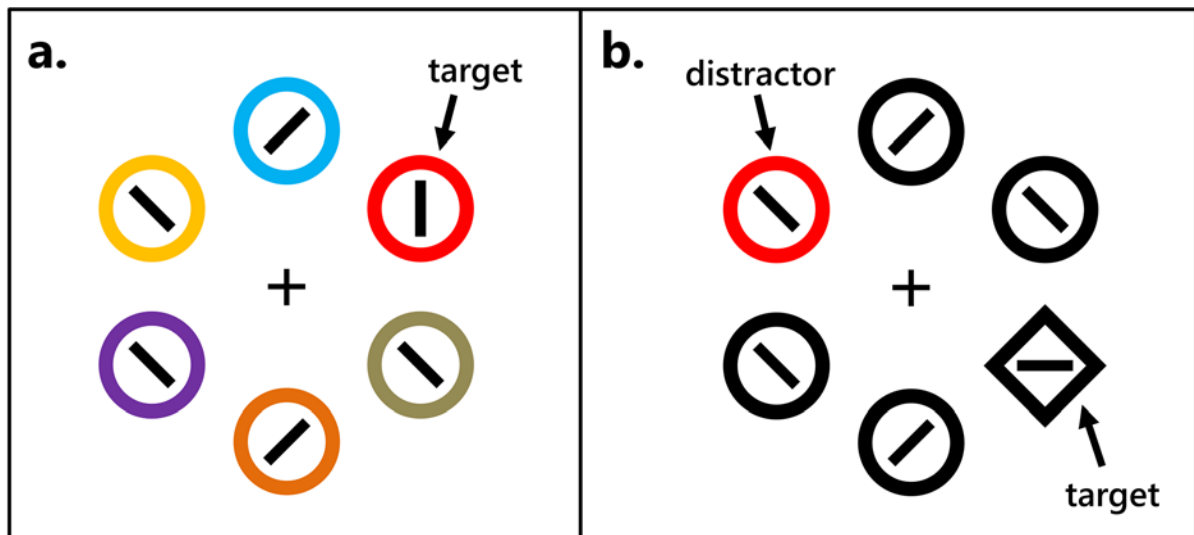 a.
target
b.
distractor
target